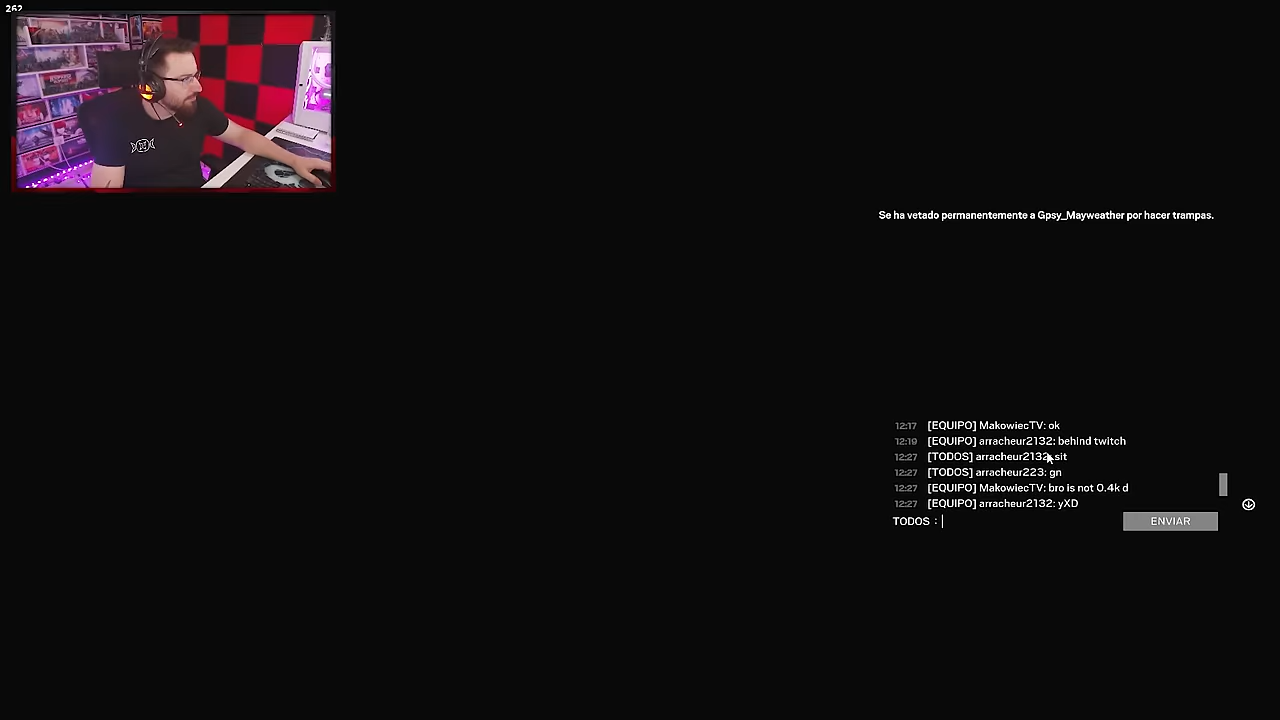 262
Se ha vetado permanentemente a Gpsy_Mayweather por hacer trampas.
12:17 [EQUIPO] MakowiecTV: ok
12:19 [EQUIPO] arracheur2132: behind twitch
12:27 [TODOS] arracheur2132: sit
12:27 [TODOS] arracheur223: gn
12:27 [EQUIPO] MakowiecTV: bro is not 0.4k d
12:27 [EQUIPO] arracheur2132: yXD
TODOS :
ENVIAR